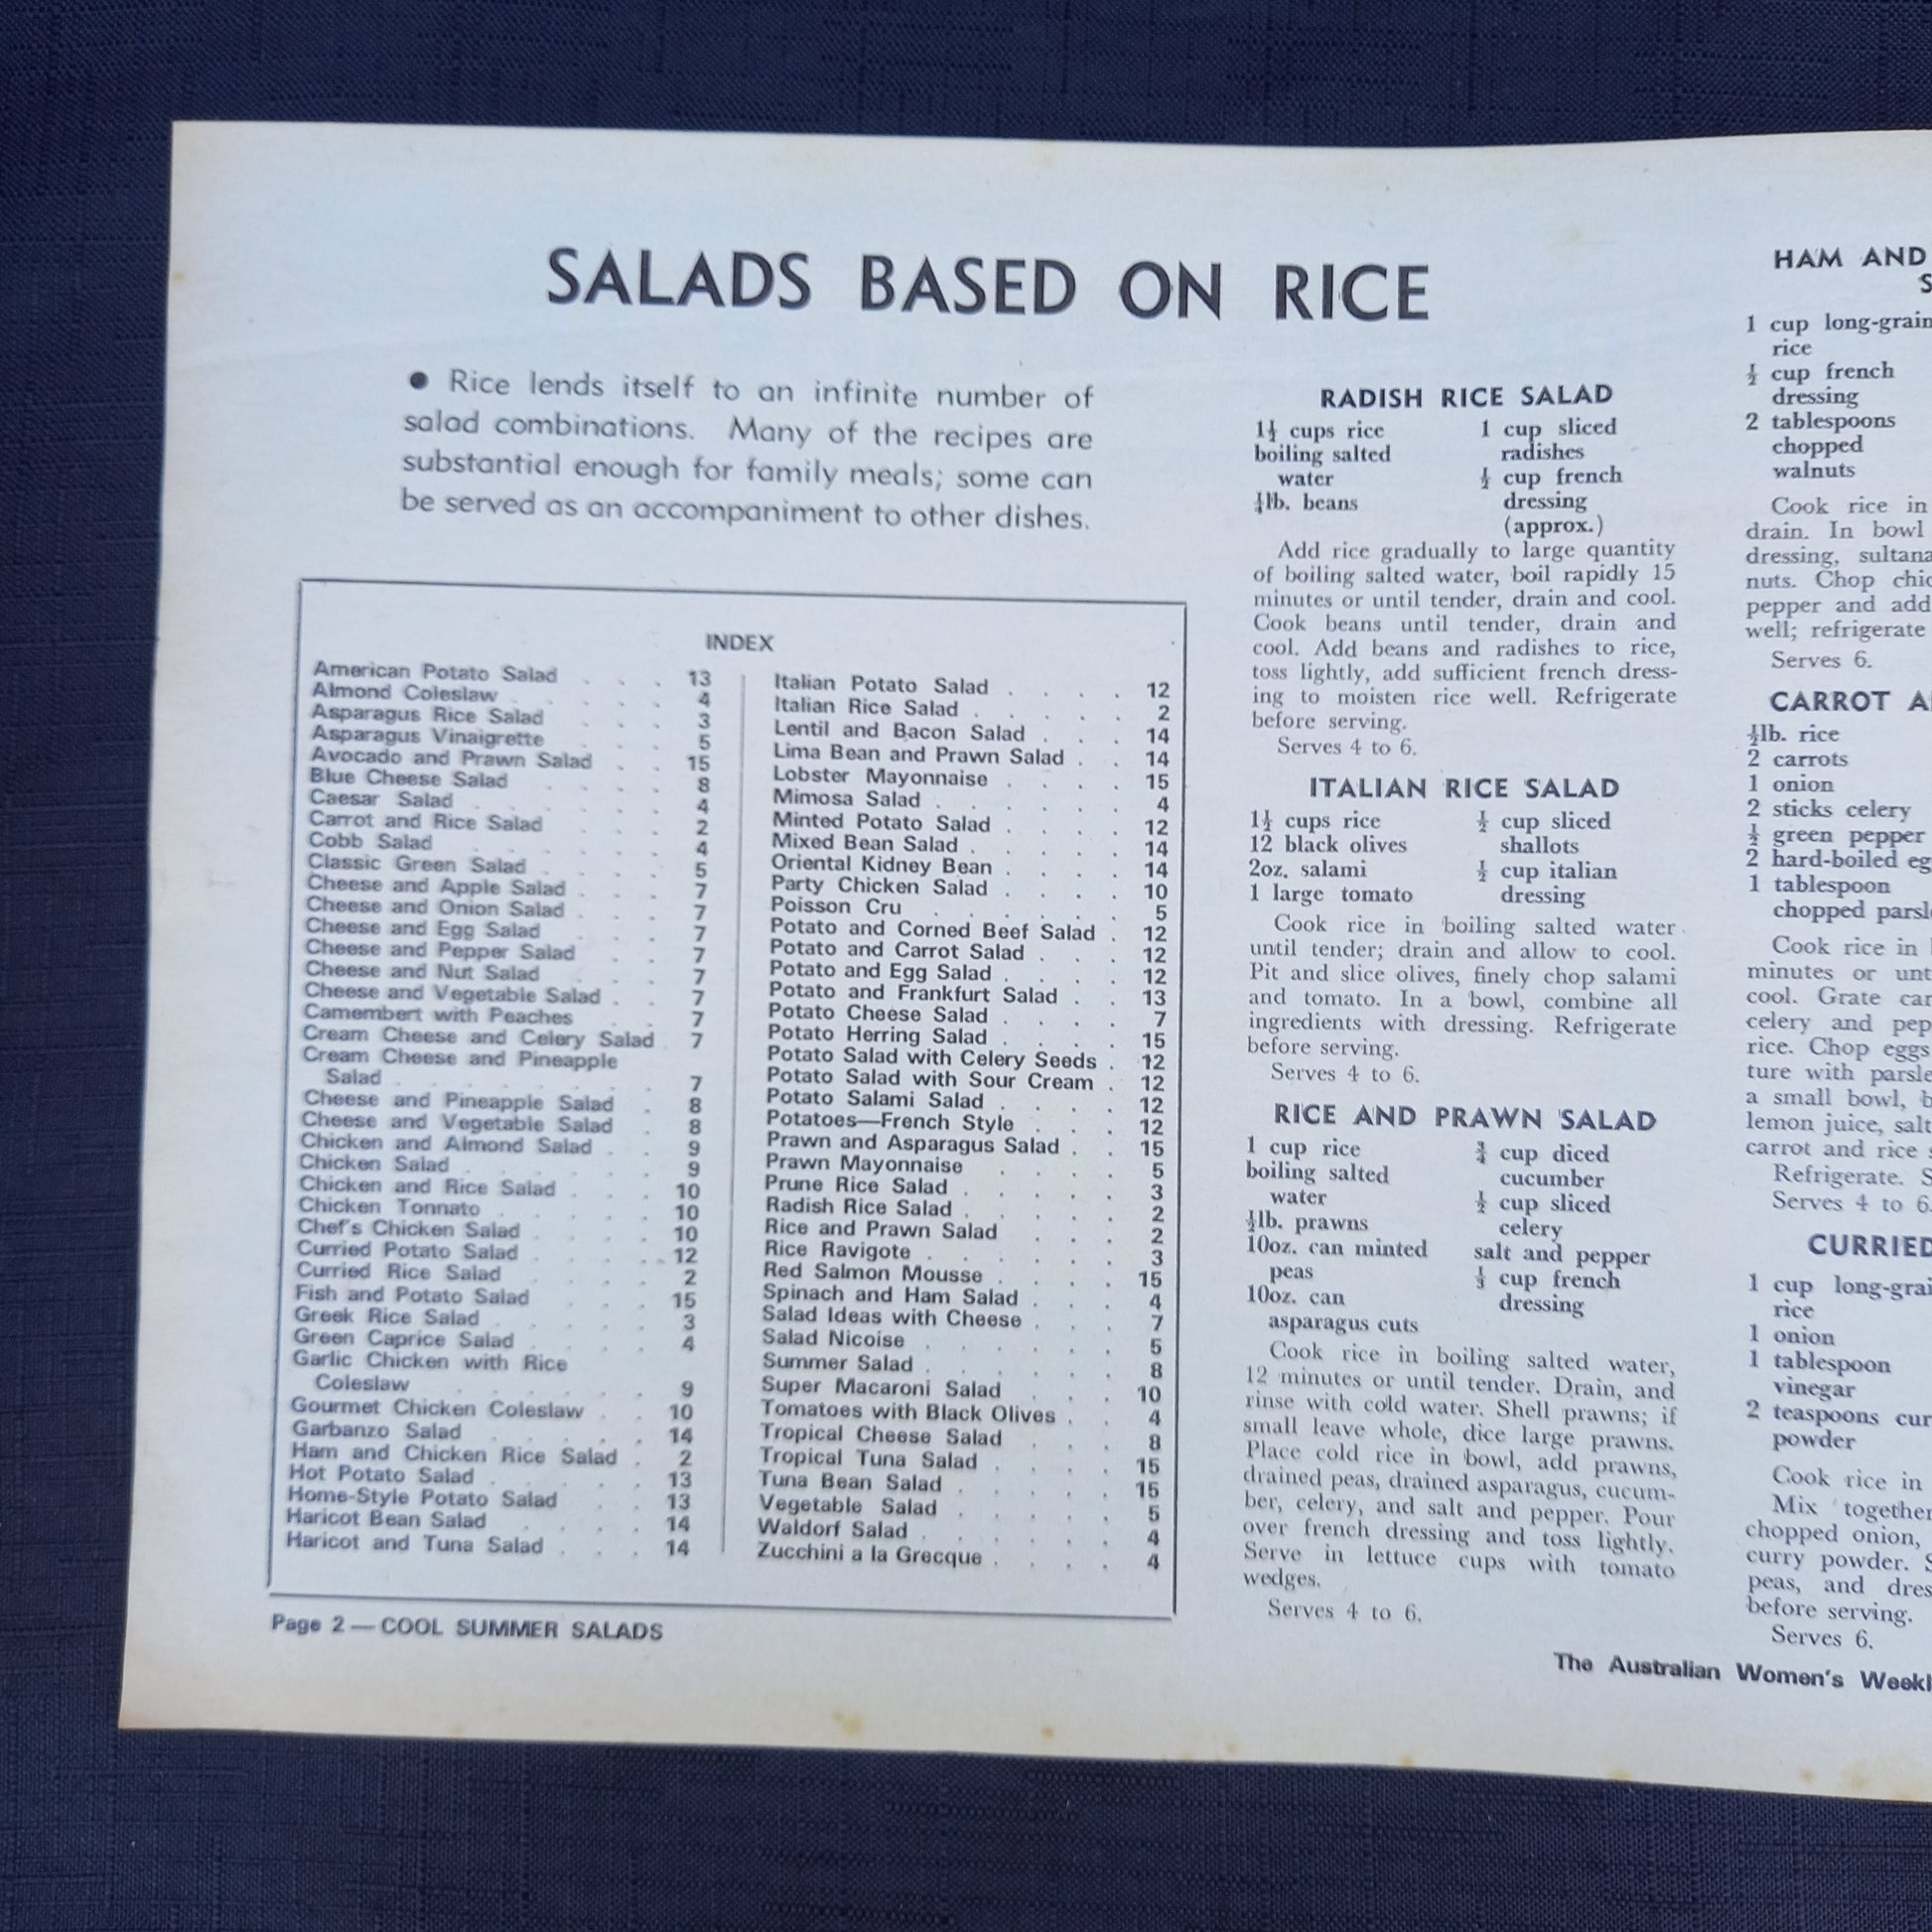 SALADS BASED ON RICE
● Rice lends itself to an infinite number of
salad combinations. Many of the recipes are
substantial enough for family meals; some can
be served as an accompaniment to other dishes.
INDEX
American Potato Salad . . . 13
Almond Coleslaw . . . . 4
Asparagus Rice Salad . . . 3
Asparagus Vinaigrette . . . 5
Avocado and Prawn Salad . . 15
Blue Cheese Salad . . . . 8
Caesar Salad . . . . . 4
Carrot and Rice Salad . . . 2
Cobb Salad . . . . . 4
Classic Green Salad . . . . 5
Cheese and Apple Salad . . . 7
Cheese and Onion Salad . . . 7
Cheese and Egg Salad . . . 7
Cheese and Pepper Salad . . 7
Cheese and Nut Salad . . . 7
Cheese and Vegetable Salad . . 7
Camembert with Peaches . . 7
Cream Cheese and Celery Salad . 7
Cream Cheese and Pineapple
Salad . . . . . . 7
Cheese and Pineapple Salad . 8
Cheese and Vegetable Salad . 8
Chicken and Almond Salad . . 9
Chicken Salad . . . . . 9
Chicken and Rice Salad . . . 10
Chicken Tonnato . . . . 10
Chef's Chicken Salad . . . 10
Curried Potato Salad . . . . 12
Curried Rice Salad . . . . 2
Fish and Potato Salad . . . 15
Greek Rice Salad . . . . 3
Green Caprice Salad . . . . 4
Garlic Chicken with Rice
Coleslaw . . . . . 9
Gourmet Chicken Coleslaw . . 10
Garbanzo Salad . . . . . 14
Ham and Chicken Rice Salad . 2
Hot Potato Salad . . . . 13
Home-Style Potato Salad . . 13
Haricot Bean Salad . . . . 14
Haricot and Tuna Salad . . . 14
Italian Potato Salad . . . . 12
Italian Rice Salad . . . . . 2
Lentil and Bacon Salad . . . 14
Lima Bean and Prawn Salad . . 14
Lobster Mayonnaise . . . . 15
Mimosa Salad . . . . . 4
Minted Potato Salad . . . . 12
Mixed Bean Salad . . . . . 14
Oriental Kidney Bean . . . . 14
Party Chicken Salad . . . . 10
Poisson Cru . . . . . 5
Potato and Corned Beef Salad . 12
Potato and Carrot Salad . . . 12
Potato and Egg Salad . . . . 12
Potato and Frankfurt Salad . . 13
Potato Cheese Salad . . . . 7
Potato Herring Salad . . . . 15
Potato Salad with Celery Seeds . 12
Potato Salad with Sour Cream . 12
Potato Salami Salad . . . . 12
Potatoes—French Style . . . 12
Prawn and Asparagus Salad . . 15
Prawn Mayonnaise . . . . 5
Prune Rice Salad . . . . . 3
Radish Rice Salad . . . . . 2
Rice and Prawn Salad . . . 2
Rice Ravigote . . . . . 3
Red Salmon Mousse . . . . 15
Spinach and Ham Salad . . . 4
Salad Ideas with Cheese . . . 7
Salad Nicoise . . . . . 5
Summer Salad . . . . . 8
Super Macaroni Salad . . . 10
Tomatoes with Black Olives . . 4
Tropical Cheese Salad . . . 8
Tropical Tuna Salad . . . . 15
Tuna Bean Salad . . . . . 15
Vegetable Salad . . . . . 5
Waldorf Salad . . . . . 4
Zucchini a la Grecque . . . . 4
Page 2 — COOL SUMMER SALADS
RADISH RICE SALAD
cups rice
boiling salted
water
lb. beans
1 cup sliced
radishes
½ cup french
dressing
(approx.)
Add rice gradually to large quantity
of boiling salted water, boil rapidly 15
minutes or until tender, drain and cool.
Cook beans until tender, drain and
cool. Add beans and radishes to rice,
toss lightly, add sufficient french dress-
ing to moisten rice well. Refrigerate
before serving.
Serves 4 to 6.
ITALIAN RICE SALAD
1½ cups rice
12 black olives
2oz. salami
1 large tomato
½ cup sliced
shallots
½ cup italian
dressing
Cook rice in boiling salted water
until tender; drain and allow to cool.
Pit and slice olives, finely chop salami
and tomato. In a bowl, combine all
ingredients with dressing. Refrigerate
before serving.
Serves 4 to 6.
RICE AND PRAWN SALAD
1 cup rice
boiling salted
water
½lb. prawns
10oz. can minted
peas
10oz. can
asparagus cuts
¾ cup diced
cucumber
½ cup sliced
celery
salt and pepper
⅓ cup french
dressing
Cook rice in boiling salted water,
12 minutes or until tender. Drain, and
rinse with cold water. Shell prawns; if
small leave whole, dice large prawns.
Place cold rice in bowl, add prawns,
drained peas, drained asparagus, cucum-
ber, celery, and salt and pepper. Pour
over french dressing and toss lightly.
Serve in lettuce cups with tomato
wedges.
Serves 4 to 6.
HAM AND
S
1 cup long-grain
rice
½ cup french
dressing
2 tablespoons
chopped
walnuts
Cook rice in
drain. In bowl
dressing, sultana
nuts. Chop chic
pepper and add
well; refrigerate
Serves 6.
CARROT A
½lb. rice
2 carrots
1 onion
2 sticks celery
½ green pepper
2 hard-boiled eg
1 tablespoon
chopped parsl
Cook rice in
minutes or unt
cool. Grate car
celery and pep
rice. Chop eggs
ture with parsle
a small bowl, b
lemon juice, salt
carrot and rice s
Refrigerate. S
Serves 4 to 6.
CURRIED
1 cup long-grai
rice
1 onion
1 tablespoon
vinegar
2 teaspoons cur
powder
Cook rice in
Mix together
chopped onion,
curry powder. S
peas, and dres
before serving.
Serves 6.
The Australian Women's Weekl